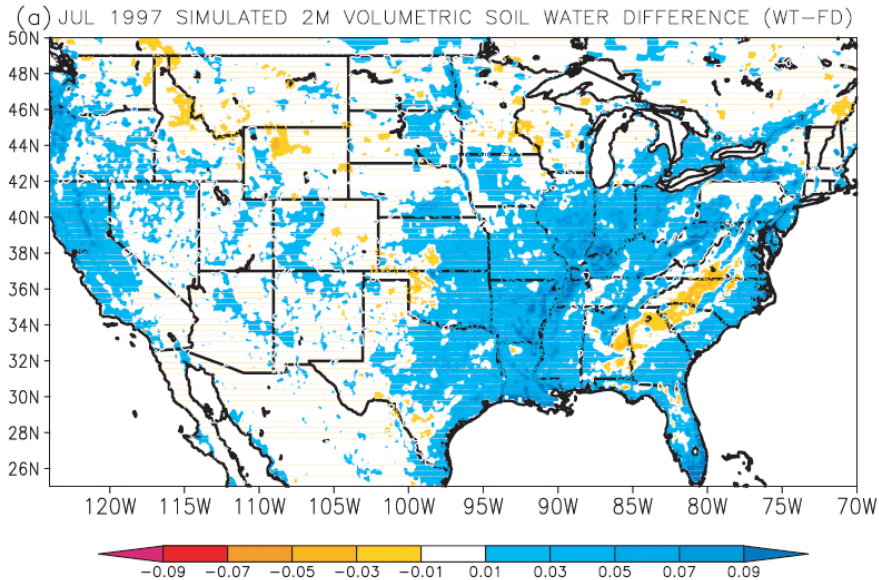 (a) JUL 1997 SIMULATED 2M VOLUMETRIC SOIL WATER DIFFERENCE (WT-FD)
50N
48N
46N
44N
42N
40N
38N
36N
34N
32N
30N
28N
26N
120W 115W 110W 105W 100W 95W 90W 85W 80W 75W 70W
-0.09 -0.07 -0.05 -0.03 -0.01 0.01 0.03 0.05 0.07 0.09